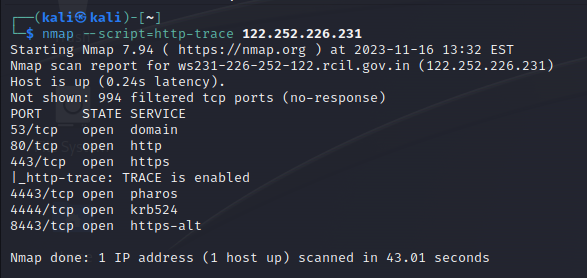 ┌──(kali㉿kali)-[~]
└─$ nmap --script=http-trace 122.252.226.231
Starting Nmap 7.94 ( https://nmap.org ) at 2023-11-16 13:32 EST
Nmap scan report for ws231-226-252-122.rcil.gov.in (122.252.226.231)
Host is up (0.24s latency).
Not shown: 994 filtered tcp ports (no-response)
PORT     STATE SERVICE
53/tcp   open  domain
80/tcp   open  http
443/tcp  open  https
|_http-trace: TRACE is enabled
4443/tcp open  pharos
4444/tcp open  krb524
8443/tcp open  https-alt
Nmap done: 1 IP address (1 host up) scanned in 43.01 seconds